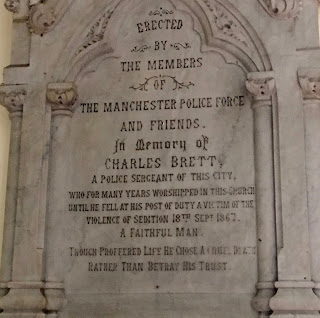 ERECTED
BY
THE MEMBERS
OF
THE MANCHESTER POLICE FORCE
AND FRIENDS.
In Memory of
CHARLES BRETT,
A POLICE SERGEANT OF THIS CITY,
WHO FOR MANY YEARS WORSHIPPED IN THIS CHURCH
UNTIL HE FELL AT HIS POST OF DUTY A VICTIM OF THE
VIOLENCE OF SEDITION 18TH SEPT 1867.
A FAITHFUL MAN.
THOUGH PROFFERED LIFE HE CHOSE A CRUEL DEATH
RATHER THAN BETRAY HIS TRUST.